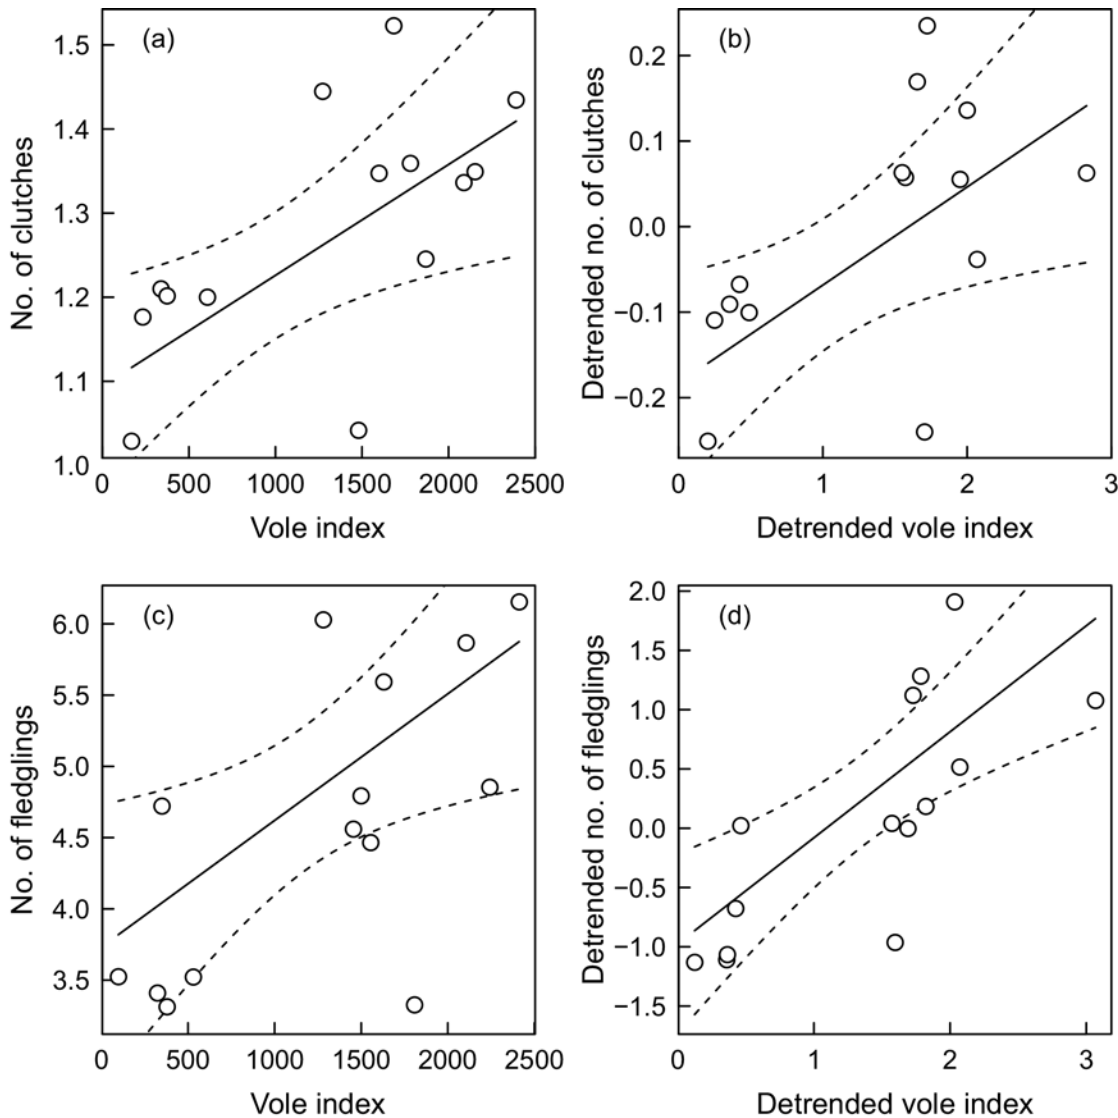 (a)
No. of clutches
1.5
1.4
1.3
1.2
1.1
1.0
0 500 1000 1500 2000 2500
Vole index
(b)
Detrended no. of clutches
0.2
0.1
0.0
−0.1
−0.2
0 1 2 3
Detrended vole index
(c)
No. of fledglings
6.0
5.5
5.0
4.5
4.0
3.5
0 500 1000 1500 2000 2500
Vole index
(d)
Detrended no. of fledglings
2.0
1.5
1.0
0.5
0.0
−0.5
−1.0
−1.5
0 1 2 3
Detrended vole index